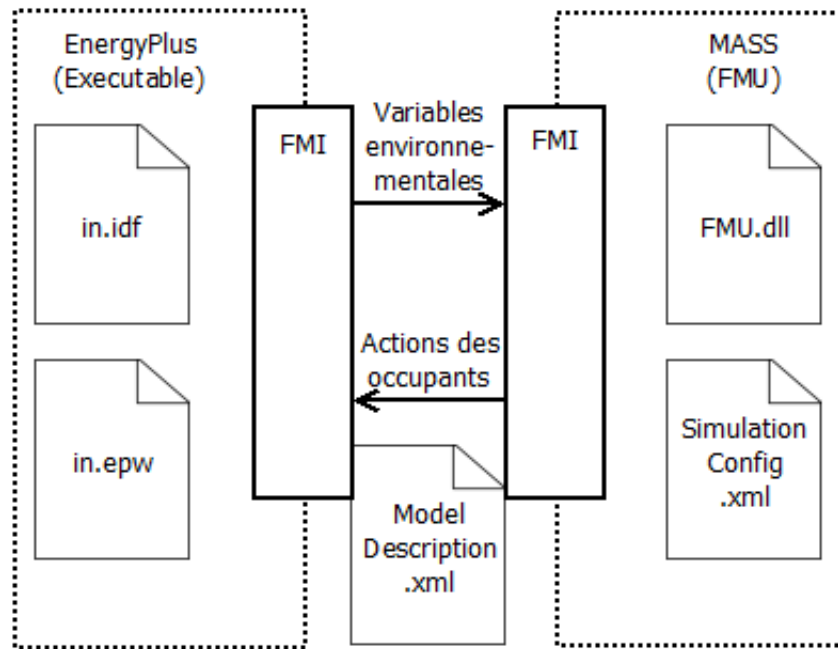 EnergyPlus
(Executable)
in.idf
in.epw
FMI
Variables
environne-
mentales
Actions des
occupants
Model
Description
.xml
FMI
MASS
(FMU)
FMU.dll
Simulation
Config
.xml